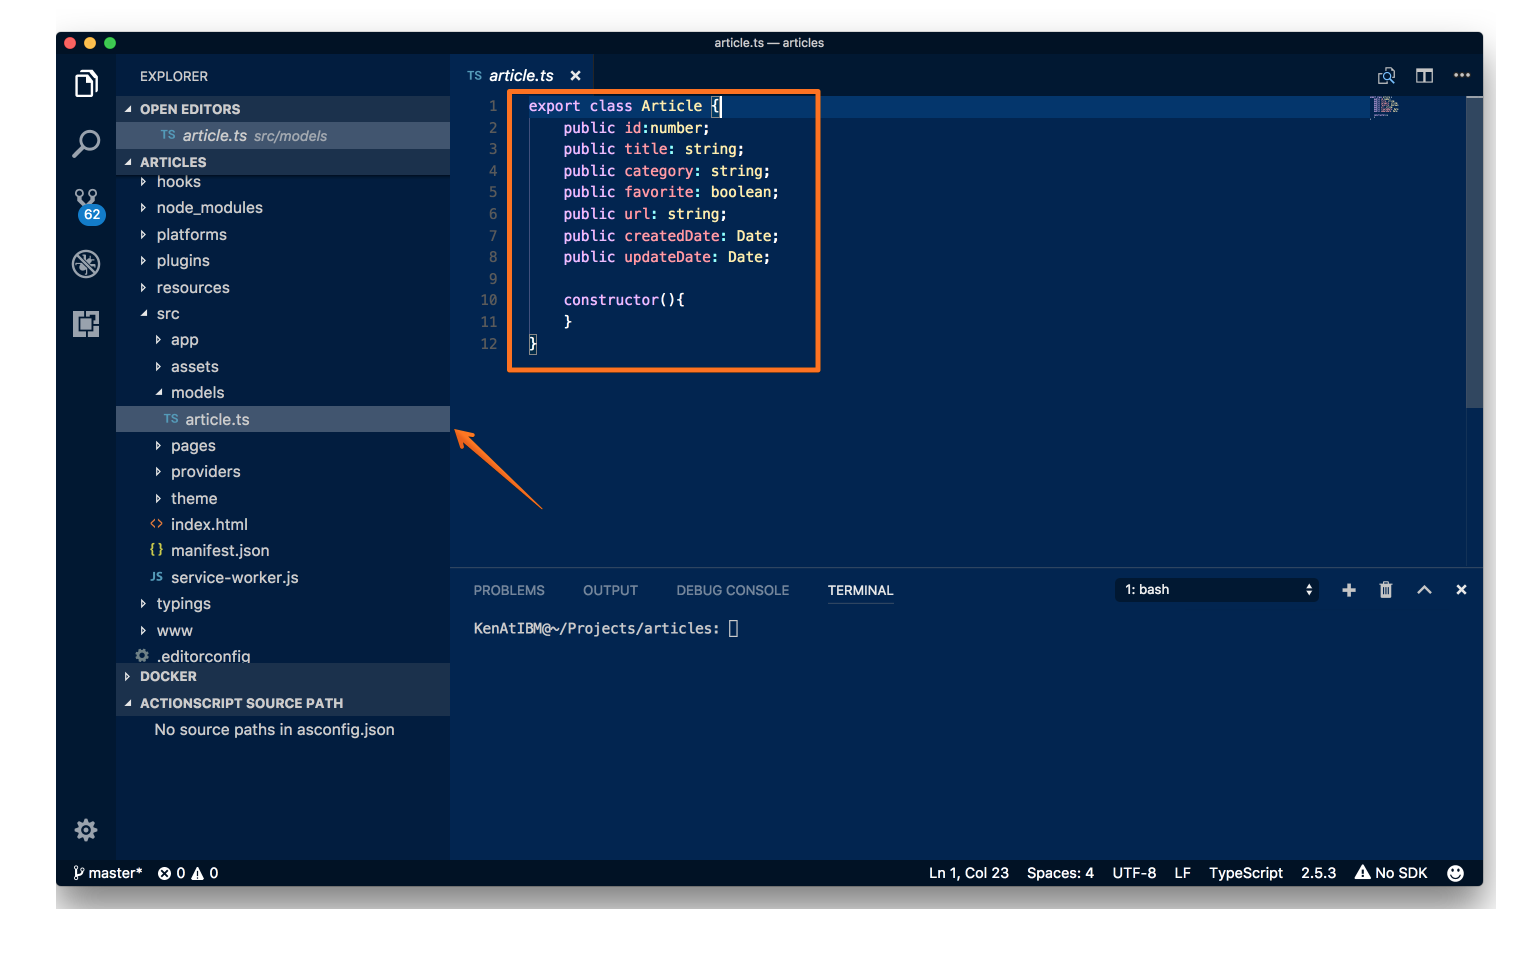 article.ts — articles
EXPLORER
OPEN EDITORS
TS article.ts src/models
ARTICLES
hooks
node_modules
platforms
plugins
resources
src
app
assets
models
TS article.ts
pages
providers
theme
<> index.html
{} manifest.json
JS service-worker.js
typings
www
.editorconfig
DOCKER
ACTIONSCRIPT SOURCE PATH
No source paths in asconfig.json
62
TS article.ts
1 export class Article {
2 public id:number;
3 public title: string;
4 public category: string;
5 public favorite: boolean;
6 public url: string;
7 public createdDate: Date;
8 public updateDate: Date;
9
10 constructor(){
11 }
12 }
PROBLEMS OUTPUT DEBUG CONSOLE TERMINAL 1: bash
KenAtIBM@~/Projects/articles:
master* 0 0 Ln 1, Col 23 Spaces: 4 UTF-8 LF TypeScript 2.5.3 No SDK